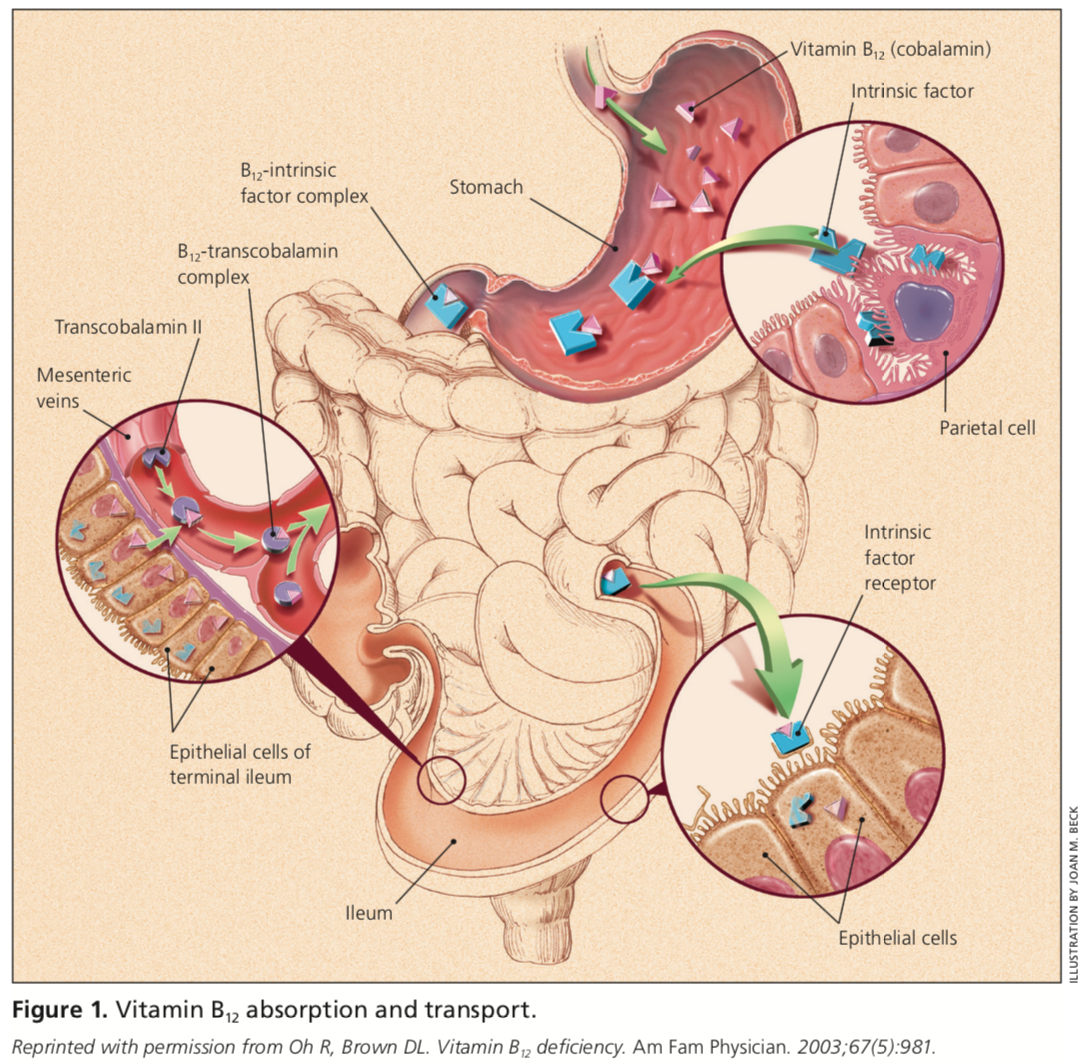 Vitamin B12 (cobalamin)
Intrinsic factor
B12-intrinsic
factor complex
Stomach
B12-transcobalamin
complex
Transcobalamin II
Mesenteric
veins
Parietal cell
Intrinsic
factor
receptor
Epithelial cells of
terminal ileum
Ileum
Epithelial cells
ILLUSTRATION BY JOAN M. BECK
Figure 1. Vitamin B12 absorption and transport.
Reprinted with permission from Oh R, Brown DL. Vitamin B12 deficiency. Am Fam Physician. 2003;67(5):981.